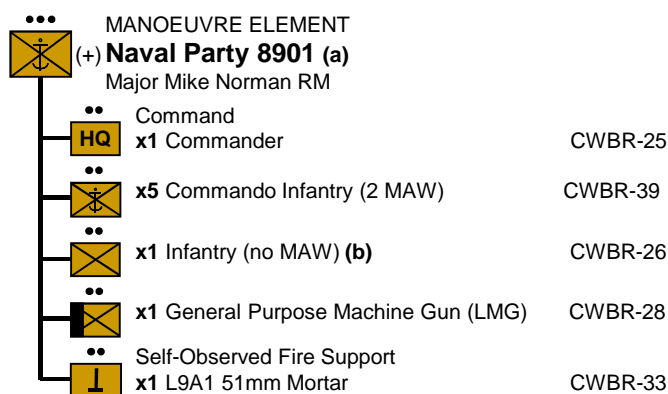 MANOEUVRE ELEMENT
(+) Naval Party 8901 (a)
Major Mike Norman RM
Command
HQ x1 Commander CWBR-25
x5 Commando Infantry (2 MAW) CWBR-39
x1 Infantry (no MAW) (b) CWBR-26
x1 General Purpose Machine Gun (LMG) CWBR-28
Self-Observed Fire Support
x1 L9A1 51mm Mortar CWBR-33